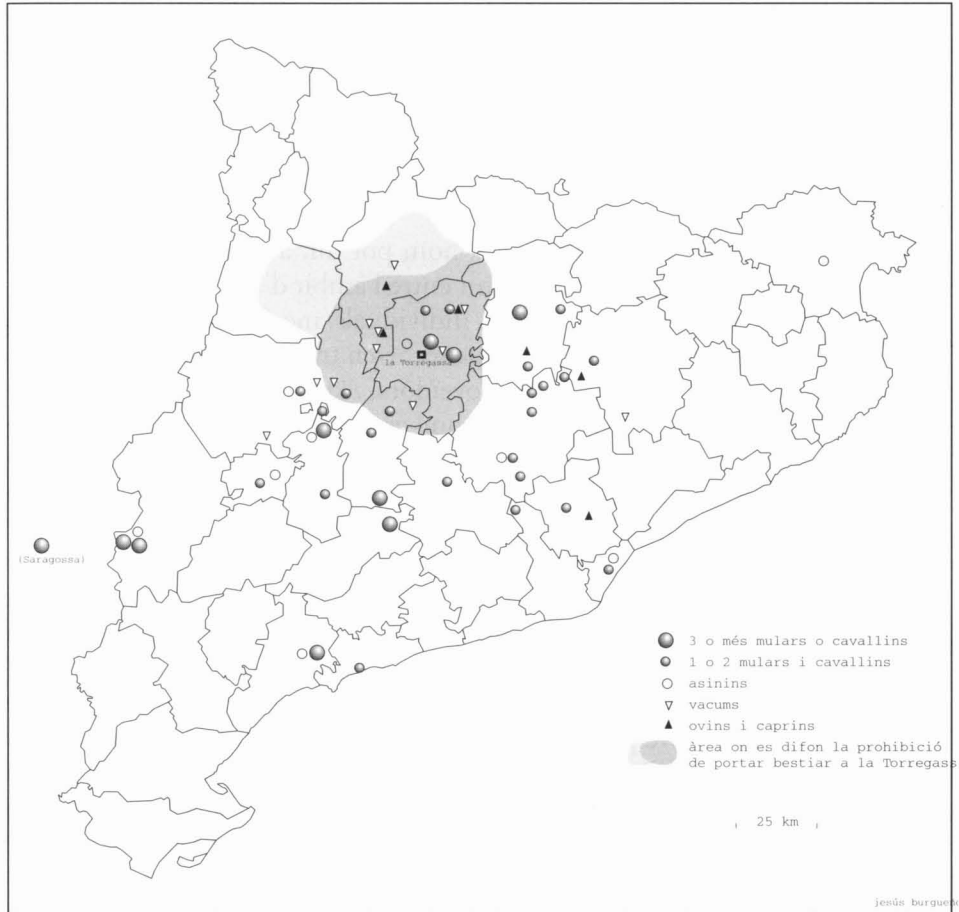 la Torregassa
(Saragossa)
3 o més mulars o cavallins
1 o 2 mulars i cavallins
asinins
vacums
ovins i caprins
àrea on es difon la prohibició
de portar bestiar a la Torregass
25 km
jesús burgueño